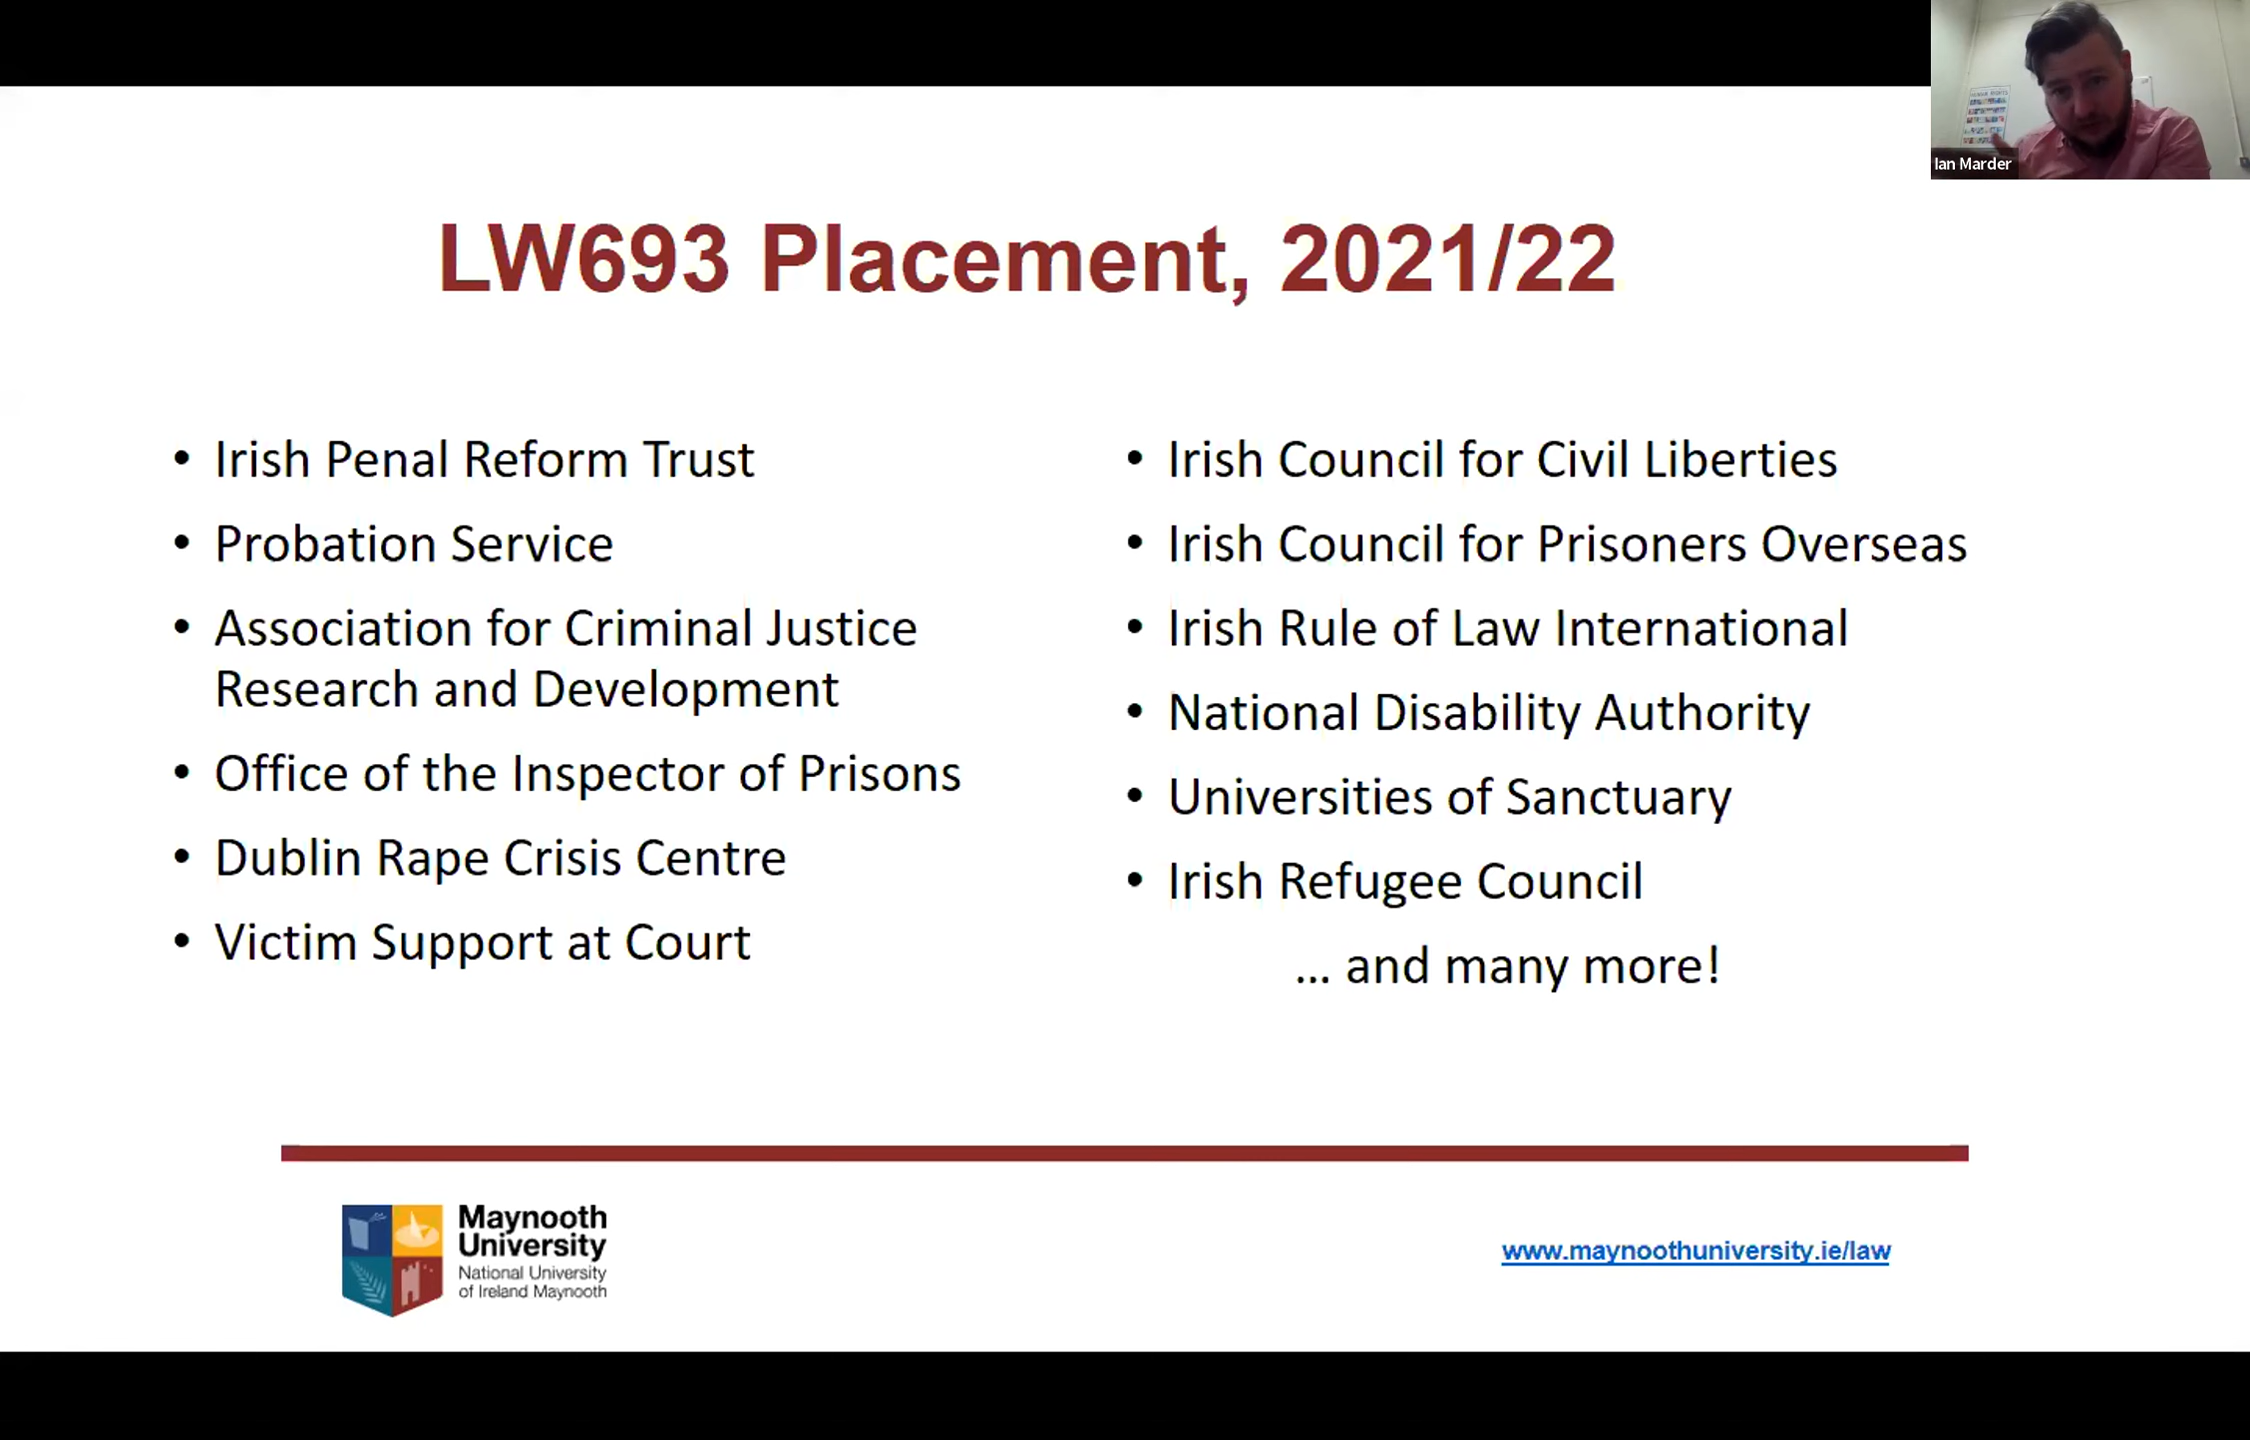 LW693 Placement, 2021/22
• Irish Penal Reform Trust
• Probation Service
• Association for Criminal Justice
Research and Development
• Office of the Inspector of Prisons
• Dublin Rape Crisis Centre
• Victim Support at Court
• Irish Council for Civil Liberties
• Irish Council for Prisoners Overseas
• Irish Rule of Law International
• National Disability Authority
• Universities of Sanctuary
• Irish Refugee Council
... and many more!
Maynooth
University
National University
of Ireland Maynooth
www.maynoothuniversity.ie/law
HUMAN RIGHTS
Ian Marder